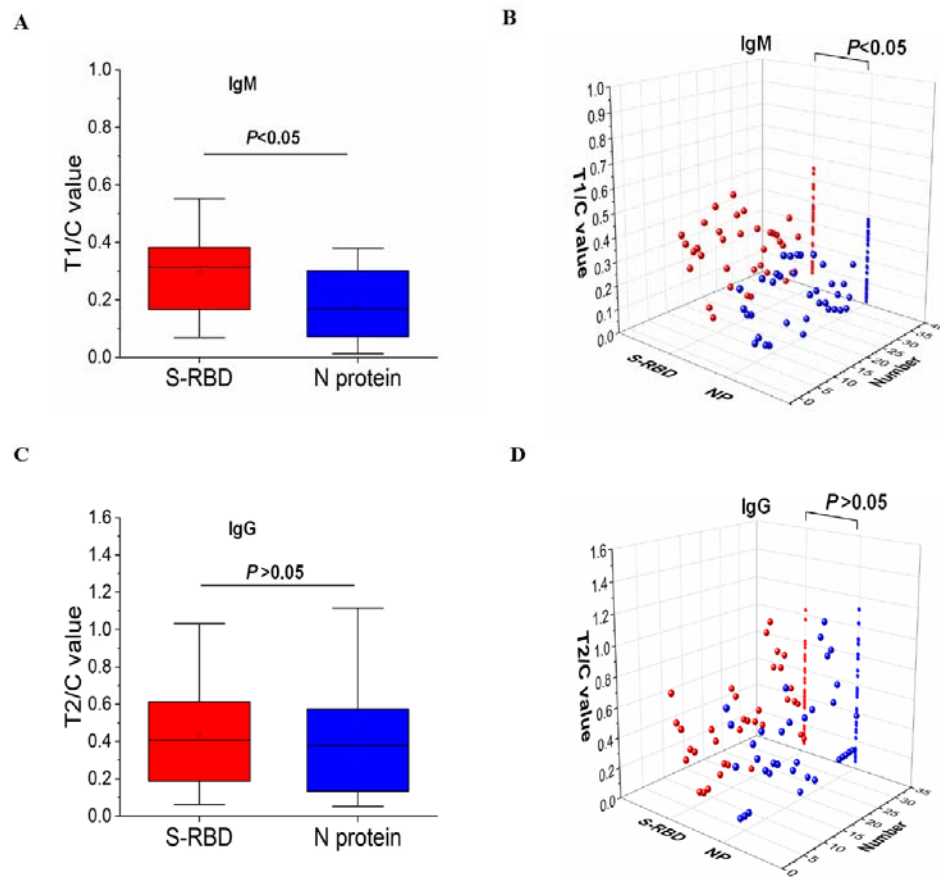 A
IgM
P<0.05
T1/C value
1.0
0.8
0.6
0.4
0.2
0.0
S-RBD
N protein
B
IgM
P<0.05
T1/C value
1.0
0.9
0.8
0.7
0.6
0.5
0.4
0.3
0.2
0.1
0.0
S-RBD
NP
0
5
10
15
20
25
30
35
Number
C
IgG
P>0.05
T2/C value
1.6
1.4
1.2
1.0
0.8
0.6
0.4
0.2
0.0
S-RBD
N protein
D
IgG
P>0.05
T2/C value
1.6
1.4
1.2
1.0
0.8
0.6
0.4
0.2
0.0
S-RBD
NP
0
5
10
15
20
25
30
35
Number